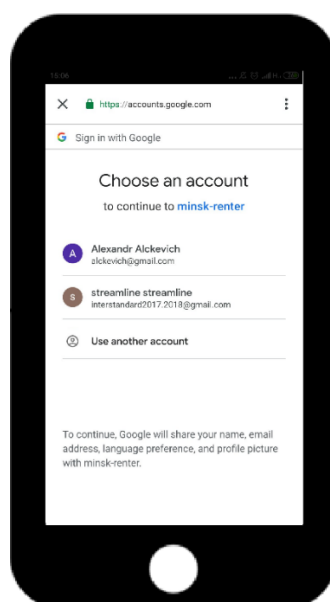 15:06
https://accounts.google.com
G Sign in with Google
Choose an account
to continue to minsk-renter
A Alexandr Alckevich
alckevich@gmail.com
s streamline streamline
interstandard2017.2018@gmail.com
Use another account
To continue, Google will share your name, email
address, language preference, and profile picture
with minsk-renter.